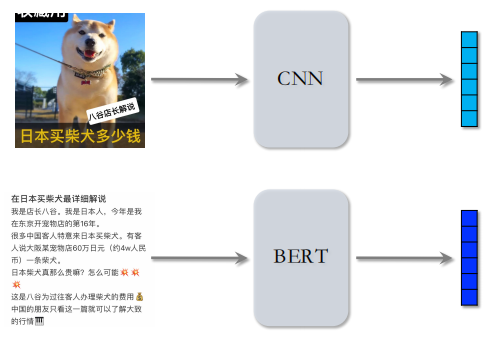 收藏用
八谷店长解说
日本买柴犬多少钱
CNN
在日本买柴犬最详细解说
我是店长八谷。我是日本人，今年是我
在东京开宠物店的第16年。
很多中国客人特意来日本买柴犬。有客
人说大阪某宠物店60万日元（约4w人民
币）一条柴犬。
日本柴犬真那么贵嘛？怎么可能💥💥
💥
这是八谷为过往客人办理柴犬的费用💰
中国的朋友只看这一篇就可以了解大致
的行情🎹
BERT